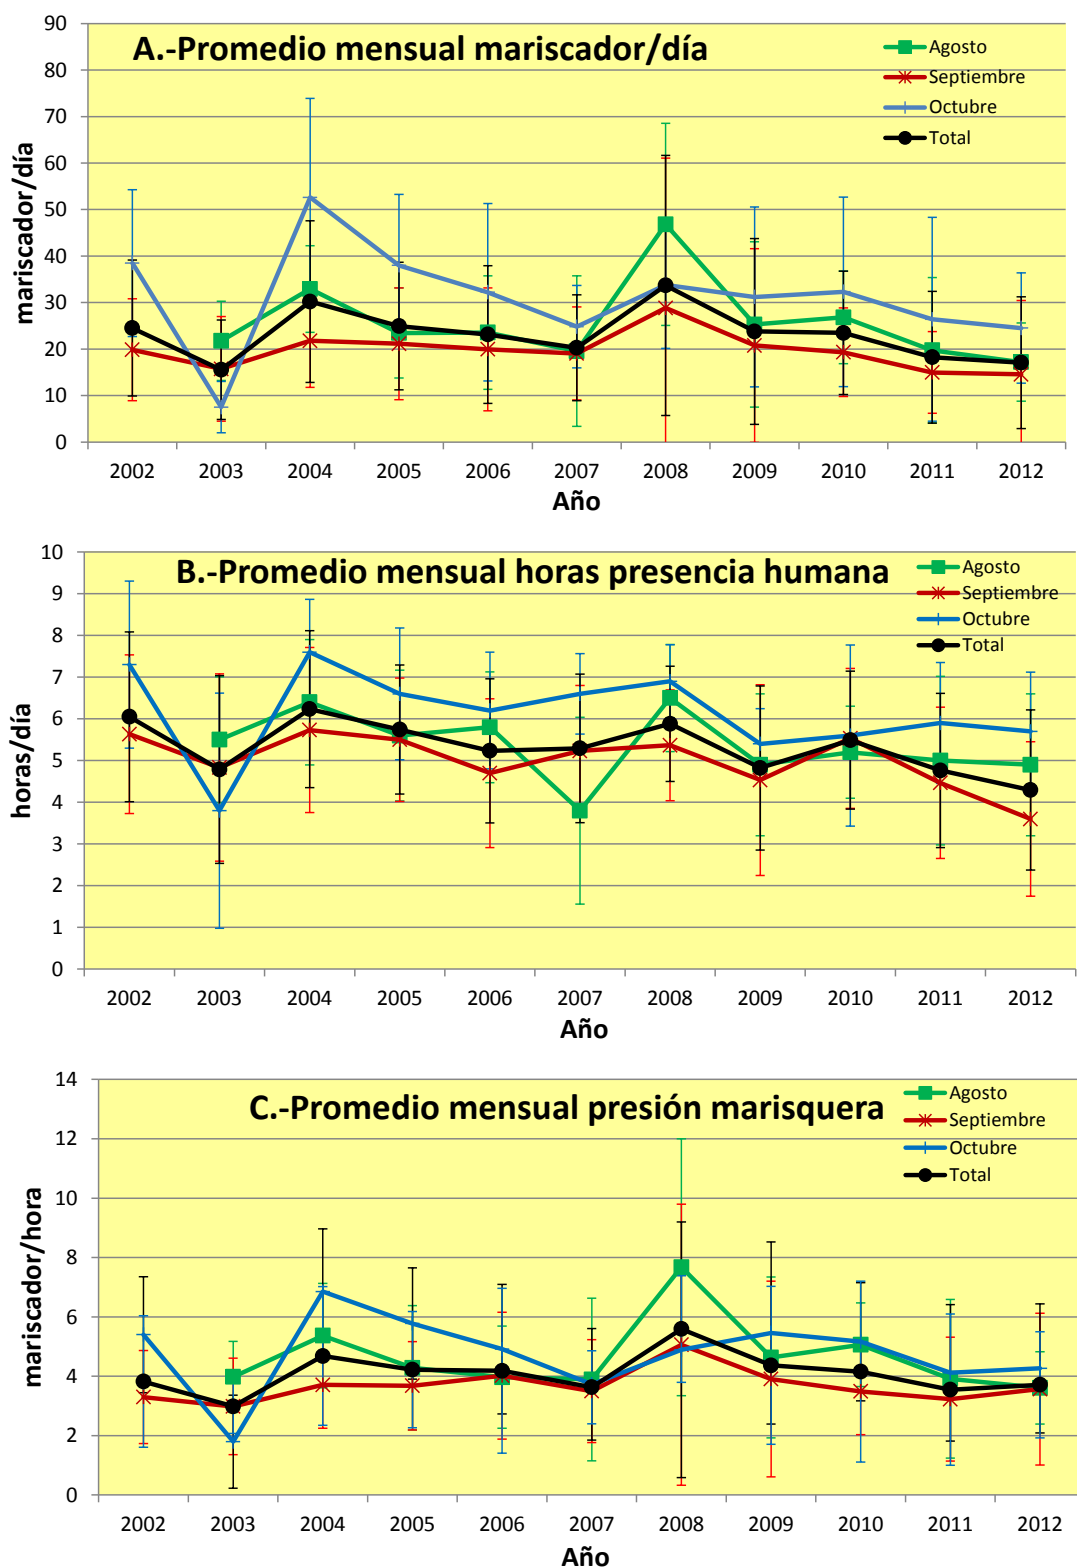 A.-Promedio mensual mariscador/día
Agosto
Septiembre
Octubre
Total
mariscador/día
90
80
70
60
50
40
30
20
10
0
2002 2003 2004 2005 2006 2007 2008 2009 2010 2011 2012
Año
B.-Promedio mensual horas presencia humana
Agosto
Septiembre
Octubre
Total
horas/día
10
9
8
7
6
5
4
3
2
1
0
2002 2003 2004 2005 2006 2007 2008 2009 2010 2011 2012
Año
C.-Promedio mensual presión marisquera
Agosto
Septiembre
Octubre
Total
mariscador/hora
14
12
10
8
6
4
2
0
2002 2003 2004 2005 2006 2007 2008 2009 2010 2011 2012
Año